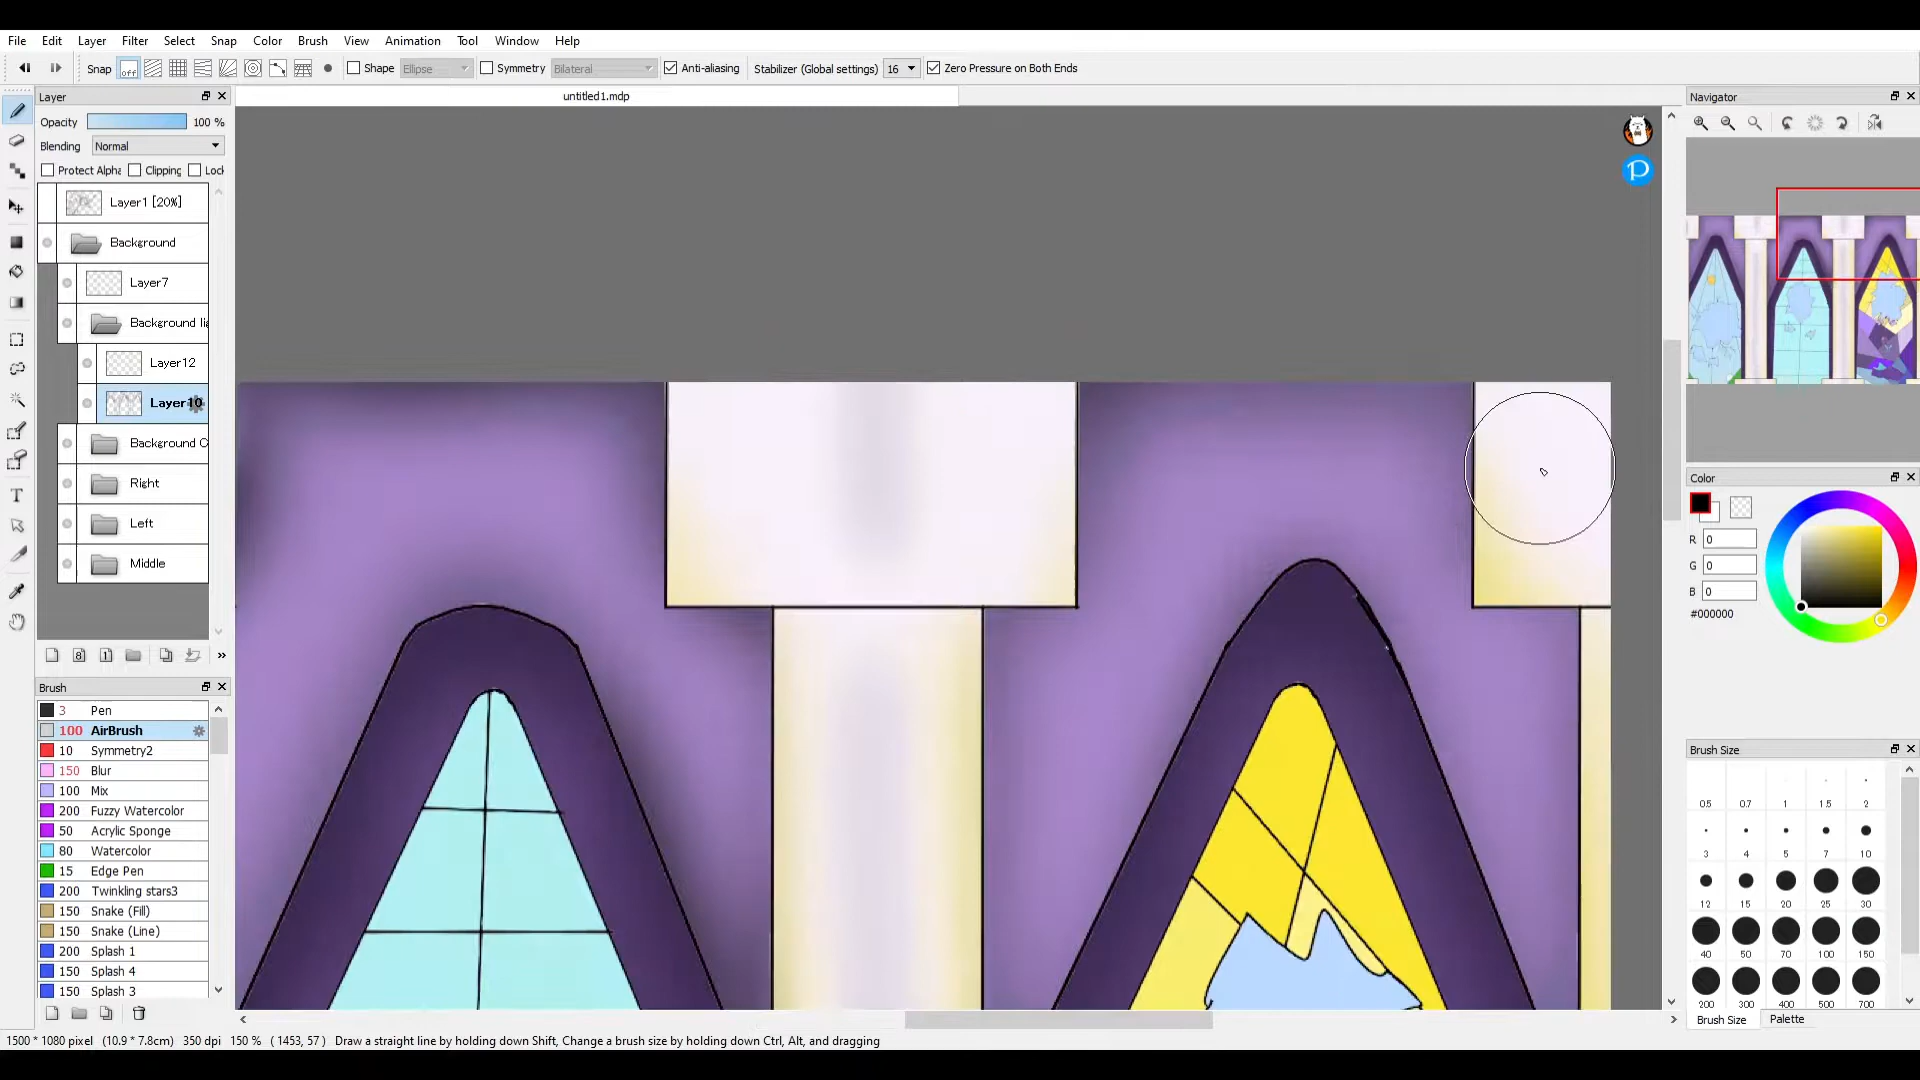 File Edit Layer Filter Select Snap Color Brush View Animation Tool Window Help
Snap off Shape Ellipse Symmetry Bilateral Anti-aliasing Stabilizer (Global settings) 16 Zero Pressure on Both Ends
Layer
untitled1.mdp
Opacity 100 %
Blending Normal
Protect Alpha Clipping Lock
Layer1 [20%]
Background
Layer7
Background lig
Layer12
Layer10
Background C
Right
Left
Middle
Brush
3 Pen
100 AirBrush
10 Symmetry2
150 Blur
100 Mix
200 Fuzzy Watercolor
50 Acrylic Sponge
80 Watercolor
15 Edge Pen
200 Twinkling stars3
150 Snake (Fill)
150 Snake (Line)
200 Splash 1
150 Splash 4
150 Splash 3
Navigator
Color
R 0
G 0
B 0
#000000
Brush Size
0.5 0.7 1 1.5 2
3 4 5 7 10
12 15 20 25 30
40 50 70 100 150
200 300 400 500 700
Brush Size Palette
1500 * 1080 pixel (10.9 * 7.8cm) 350 dpi 150 % ( 1453, 57 ) Draw a straight line by holding down Shift, Change a brush size by holding down Ctrl, Alt, and dragging